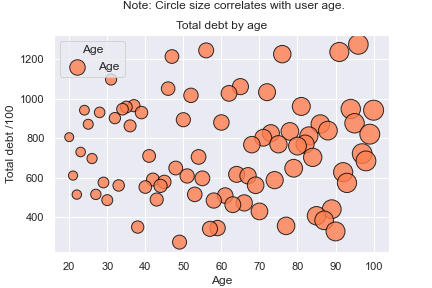 Note: Circle size correlates with user age.
Total debt by age
Age
Age
1200
1000
800
600
400
Total debt /100
20 30 40 50 60 70 80 90 100
Age